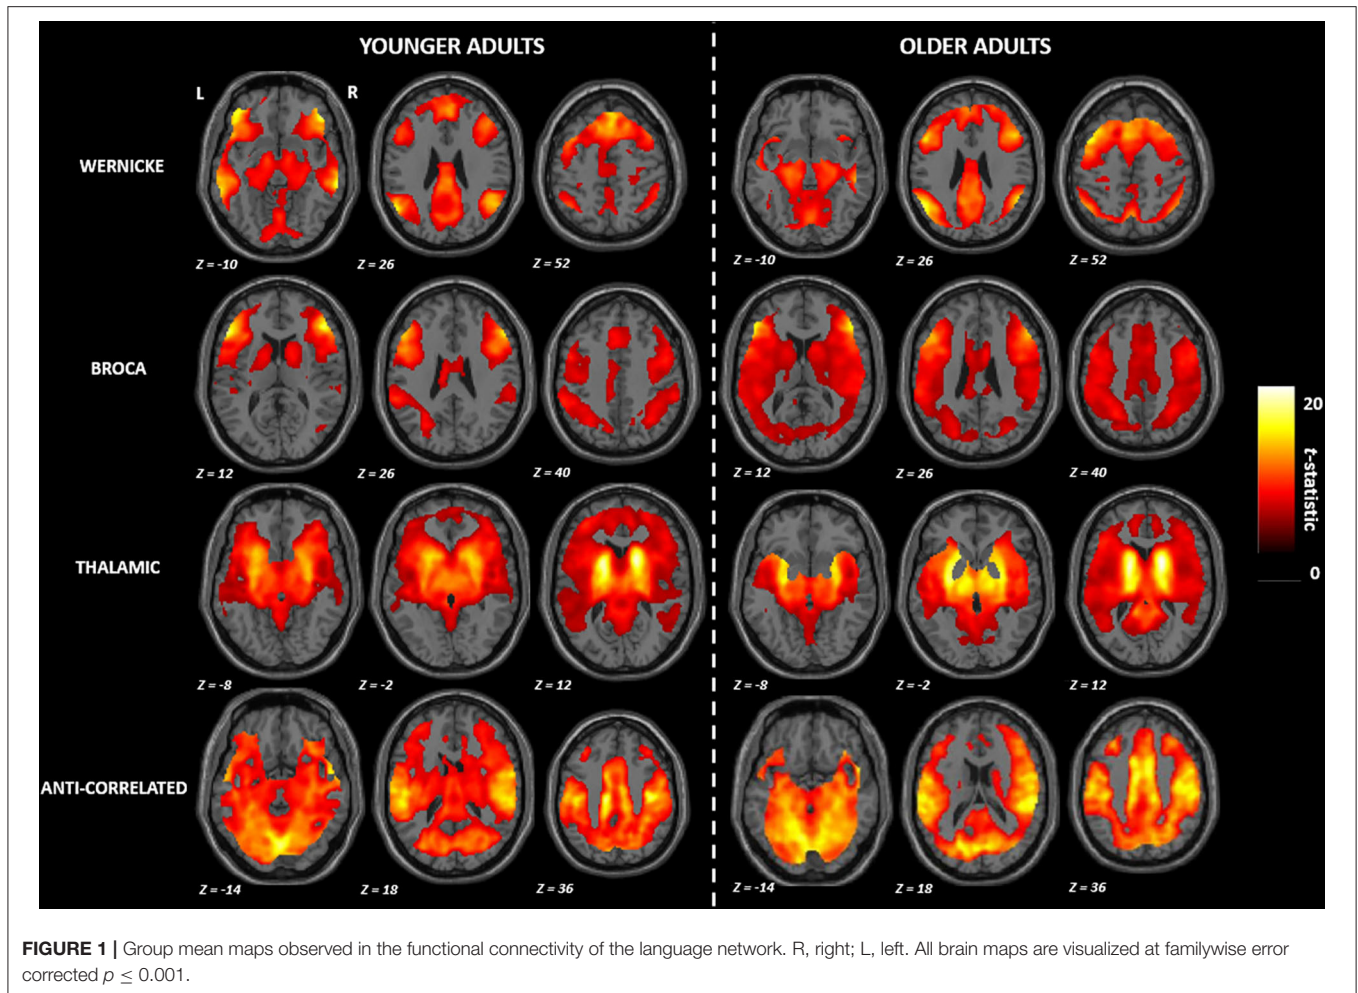 YOUNGER ADULTS OLDER ADULTS
L R
WERNICKE
Z = -10 Z = 26 Z = 52 Z = -10 Z = 26 Z = 52
BROCA
Z = 12 Z = 26 Z = 40 Z = 12 Z = 26 Z = 40
20
t-statistic
0
THALAMIC
Z = -8 Z = -2 Z = 12 Z = -8 Z = -2 Z = 12
ANTI-CORRELATED
Z = -14 Z = 18 Z = 36 Z = -14 Z = 18 Z = 36
FIGURE 1 | Group mean maps observed in the functional connectivity of the language network. R, right; L, left. All brain maps are visualized at familywise error
corrected p ≤ 0.001.